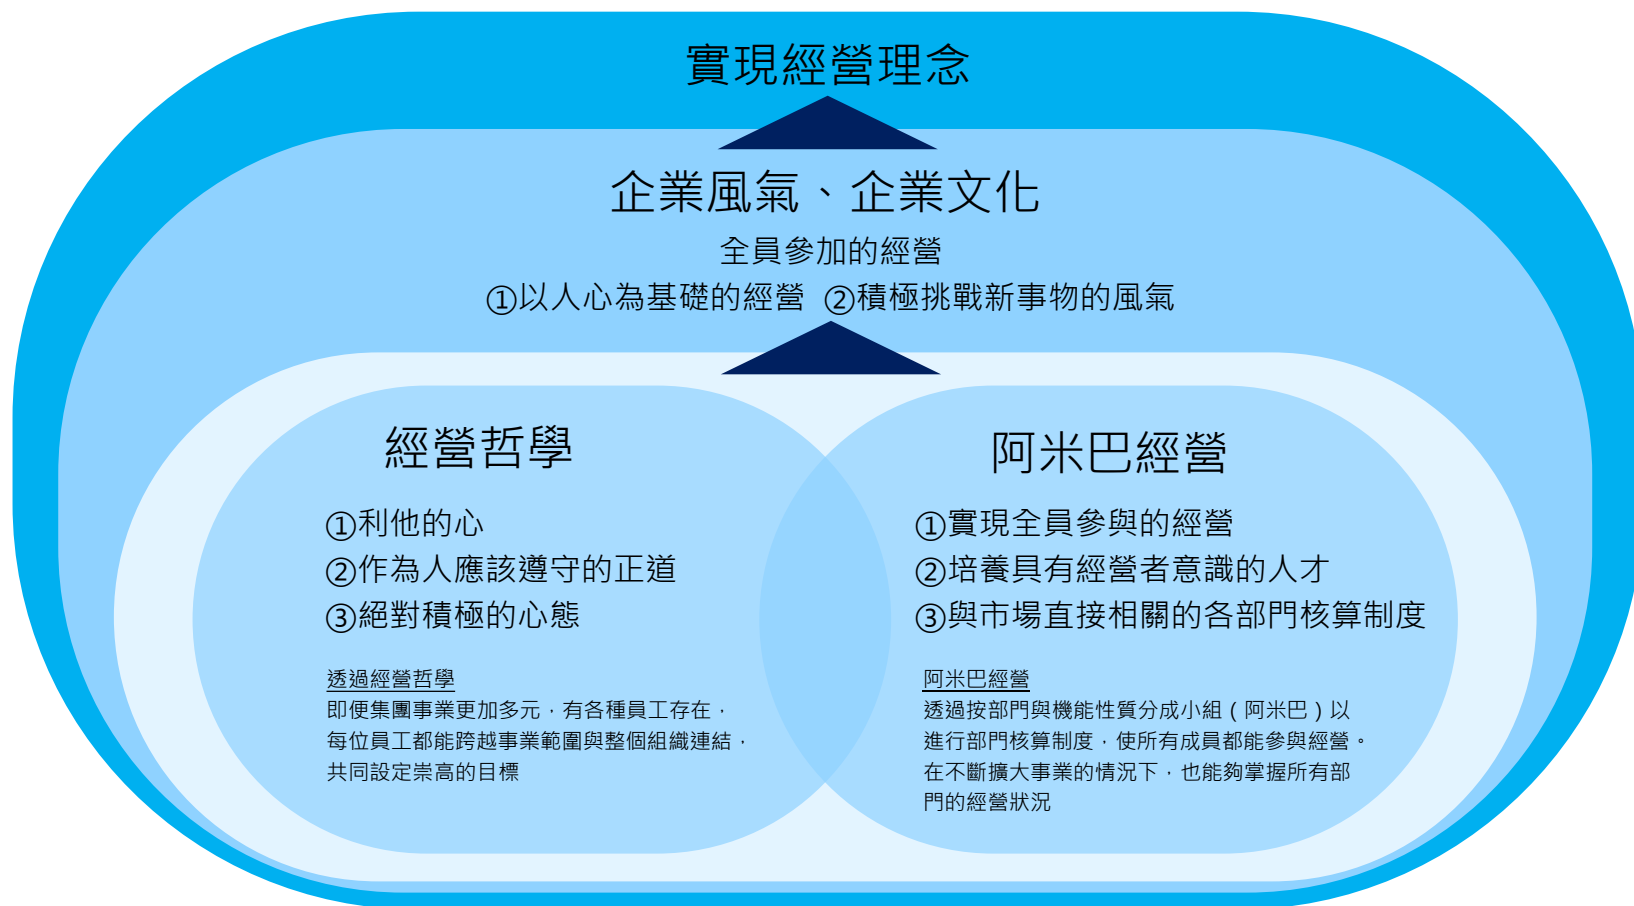 實現經營理念
企業風氣、企業文化
全員參加的經營
①以人心為基礎的經營 ②積極挑戰新事物的風氣
經營哲學
①利他的心
②作為人應該遵守的正道
③絕對積極的心態
透過經營哲學
即便集團事業更加多元，有各種員工存在，
每位員工都能跨越事業範圍與整個組織連結，
共同設定崇高的目標
阿米巴經營
①實現全員參與的經營
②培養具有經營者意識的人才
③與市場直接相關的各部門核算制度
阿米巴經營
透過按部門與機能性質分成小組（阿米巴）以
進行部門核算制度，使所有成員都能參與經營。
在不斷擴大事業的情況下，也能夠掌握所有部
門的經營狀況